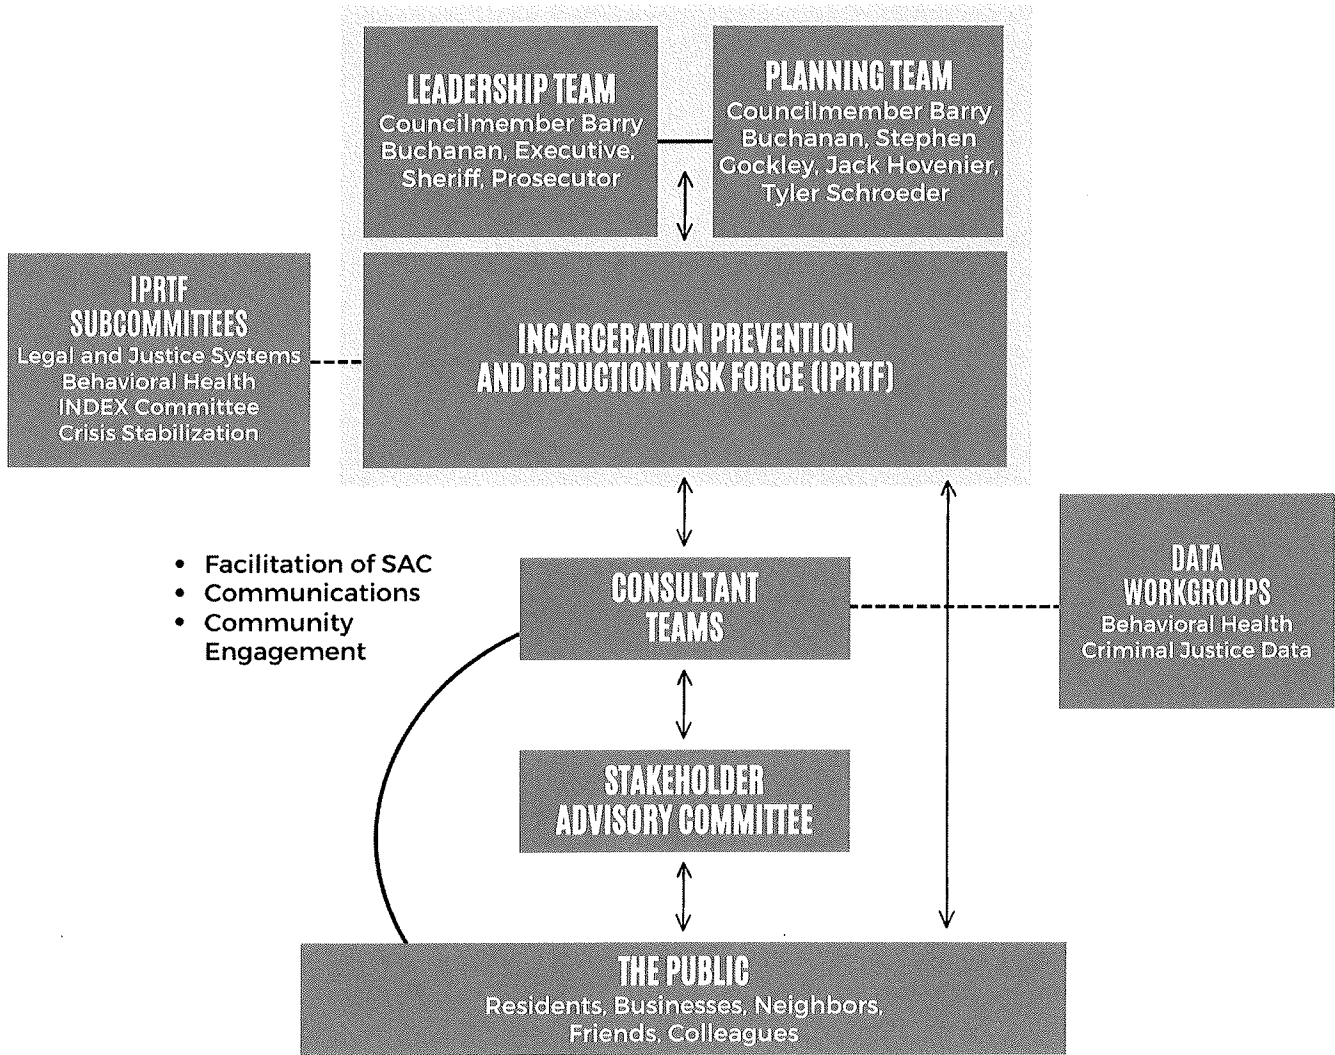 LEADERSHIP TEAM
Councilmember Barry
Buchanan, Executive,
Sheriff, Prosecutor
PLANNING TEAM
Councilmember Barry
Buchanan, Stephen
Gockley, Jack Hovenier,
Tyler Schroeder
IPRTF
SUBCOMMITTEES
Legal and Justice Systems
Behavioral Health
INDEX Committee
Crisis Stabilization
INCARCERATION PREVENTION
AND REDUCTION TASK FORCE (IPRTF)
• Facilitation of SAC
• Communications
• Community
Engagement
CONSULTANT
TEAMS
DATA
WORKGROUPS
Behavioral Health
Criminal Justice Data
STAKEHOLDER
ADVISORY COMMITTEE
THE PUBLIC
Residents, Businesses, Neighbors,
Friends, Colleagues